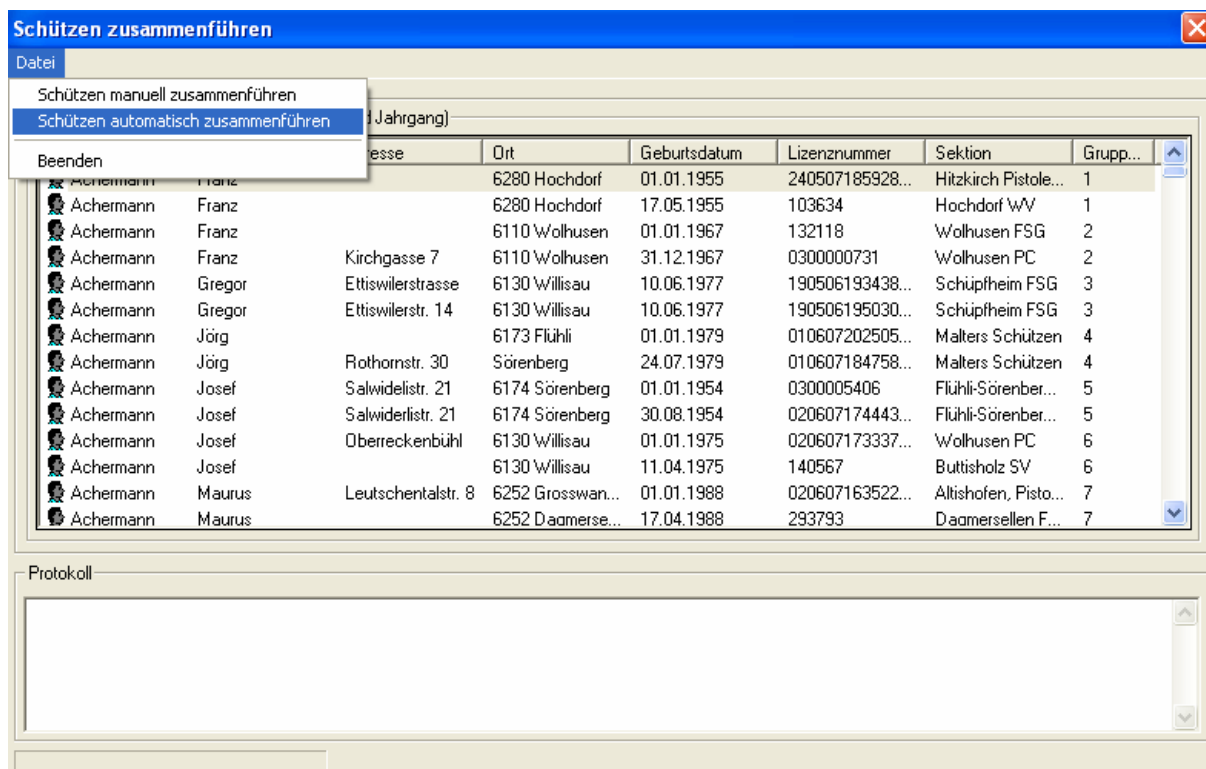 Schützen zusammenführen
Datei
Schützen manuell zusammenführen
Schützen automatisch zusammenführen
Beenden
Jahrgang)
Ort Geburtsdatum Lizenznummer Sektion Grupp...
Achermann Franz 6280 Hochdorf 01.01.1955 240507185928... Hitzkirch Pistole... 1
Achermann Franz 6280 Hochdorf 17.05.1955 103634 Hochdorf WV 1
Achermann Franz 6110 Wolhusen 01.01.1967 132118 Wolhusen FSG 2
Achermann Franz Kirchgasse 7 6110 Wolhusen 31.12.1967 0300000731 Wolhusen PC 2
Achermann Gregor Ettiswilerstrasse 6130 Willisau 10.06.1977 190506193438... Schüpfheim FSG 3
Achermann Gregor Ettiswilerstr. 14 6130 Willisau 10.06.1977 190506195030... Schüpfheim FSG 3
Achermann Jörg 6173 Flühli 01.01.1979 010607202505... Malters Schützen 4
Achermann Jörg Rothornstr. 30 Sörenberg 24.07.1979 010607184758... Malters Schützen 4
Achermann Josef Salwidelistr. 21 6174 Sörenberg 01.01.1954 0300005406 Flühli-Sörenber... 5
Achermann Josef Salwiderlistr. 21 6174 Sörenberg 30.08.1954 020607174443... Flühli-Sörenber... 5
Achermann Josef Oberreckenbühl 6130 Willisau 01.01.1975 020607173337... Wolhusen PC 6
Achermann Josef 6130 Willisau 11.04.1975 140567 Buttisholz SV 6
Achermann Maurus Leutschentalstr. 8 6252 Grosswan... 01.01.1988 020607163522... Altishofen, Pisto... 7
Achermann Maurus 6252 Dagmerse... 17.04.1988 293793 Dagmersellen F... 7
Protokoll